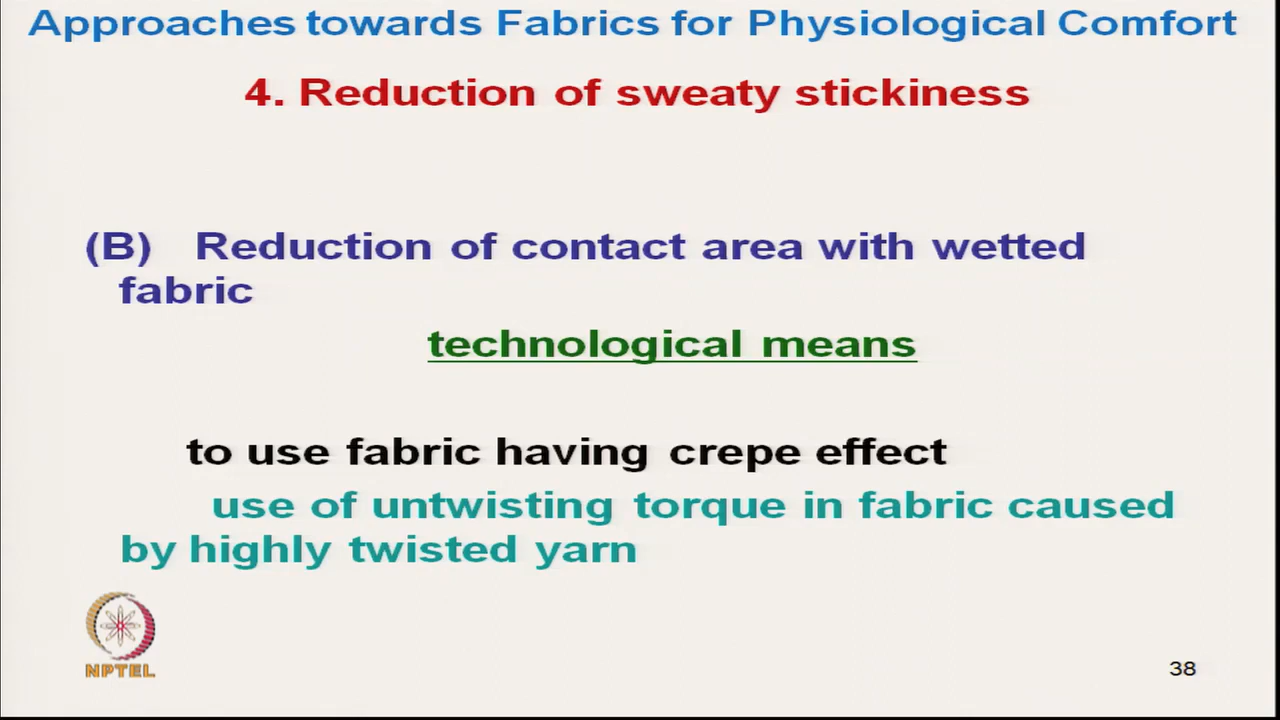 Approaches towards Fabrics for Physiological Comfort
4. Reduction of sweaty stickiness
(B) Reduction of contact area with wetted
fabric
technological means
to use fabric having crepe effect
use of untwisting torque in fabric caused
by highly twisted yarn
NPTEL
38